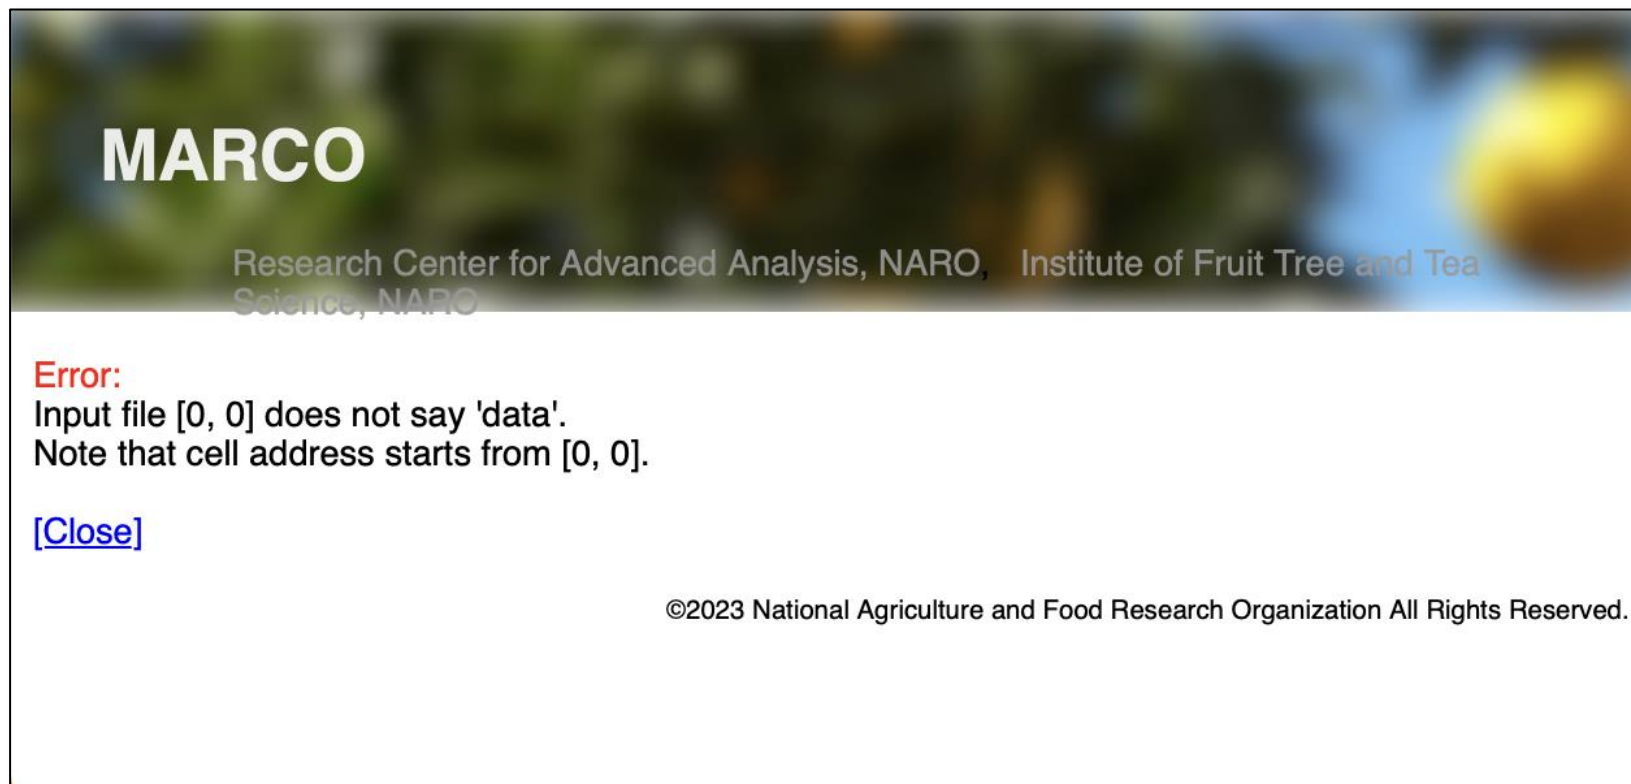 MARCO
Research Center for Advanced Analysis, NARO, Institute of Fruit Tree and Tea
Science, NARO
Error:
Input file [0, 0] does not say 'data'.
Note that cell address starts from [0, 0].
[Close]
©2023 National Agriculture and Food Research Organization All Rights Reserved.